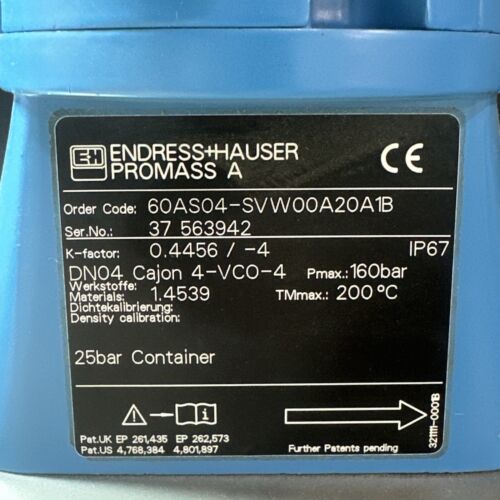 E+H ENDRESS+HAUSER
PROMASS A
CE
Order Code: 60AS04-SVW00A20A1B
Ser.No.: 37 563942
K-factor: 0.4456 / -4 IP67
DN04 Cajon 4-VCO-4 Pmax.: 160bar
Werkstoffe:
Materials: 1.4539 TMmax.: 200 °C
Dichtekalibrierung:
Density calibration:
25bar Container
i
Pat.UK EP 261,435 EP 262,573
Pat.US 4,768,384 4,801,897 Further Patents pending
321111-0001B